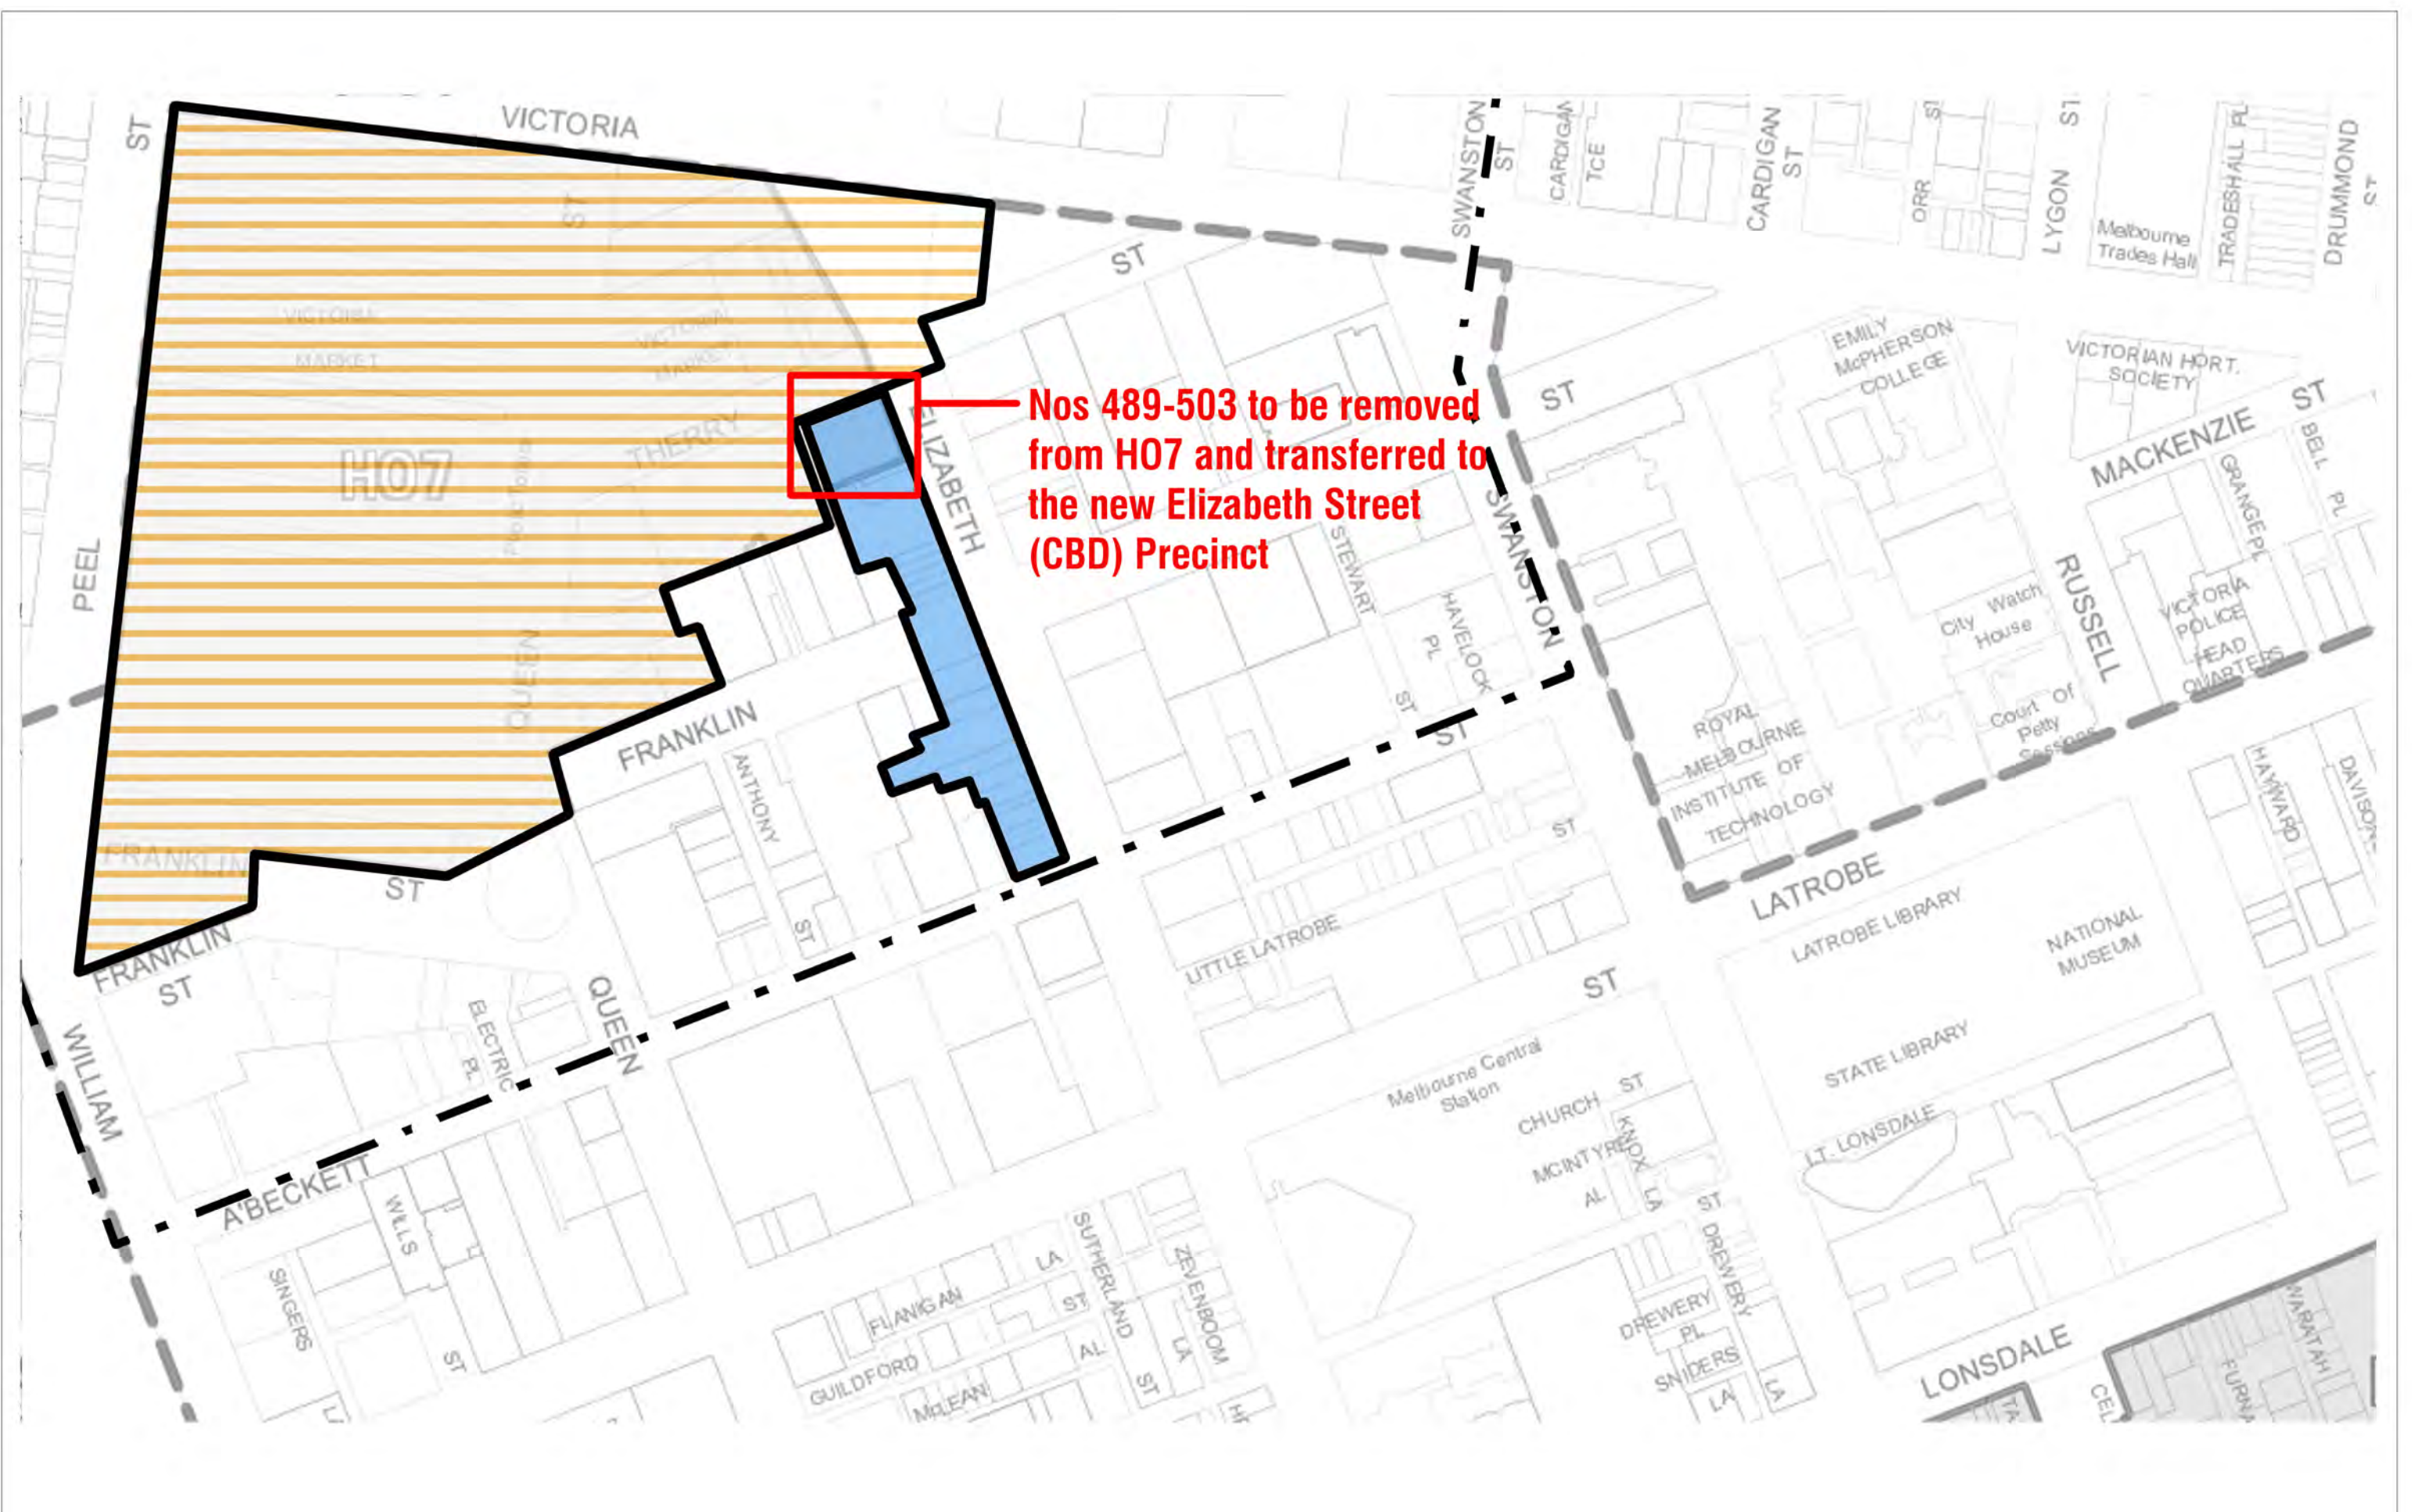 VICTORIA
ST
PEEL
ST
VICTORIA
MARKET
VICTORIA
MARKET
HO7
THERRY
QUEEN
FRANKLIN
ST
FRANKLIN
ST
FRANKLIN
ELIZABETH
ST
Nos 489-503 to be removed
from HO7 and transferred to
the new Elizabeth Street
(CBD) Precinct
SWANSTON
ST
CARDIGAN
TCE
CARDIGAN
ST
ORR
ST
LYGON
ST
Melbourne
Trades Hall
TRADESHALL PL
DRUMMOND
ST
EMILY
McPHERSON
COLLEGE
VICTORIAN HORT.
SOCIETY
MACKENZIE
ST
GRANGE PL
BELL
PL
ST
SWANSTON
STEWART
ST
HAVELOCK
PL
ST
RUSSELL
City Watch
House
VICTORIA
POLICE
HEAD
QUARTERS
Court of
Petty
Sessions
ROYAL
MELBOURNE
INSTITUTE OF
TECHNOLOGY
ANTHONY
ST
LATROBE
LATROBE LIBRARY
NATIONAL
MUSEUM
STATE LIBRARY
HAYWARD
LITTLE LATROBE
ST
ST
WILLIAM
ELECTRIC
PL
QUEEN
A'BECKETT
WILLS
ST
SINGERS
Melbourne Central
Station
CHURCH ST
MCINTYRE
AL
KNOX LA
LT. LONSDALE
ST
DREWERY
LA
DREWERY
PL
SNIDERS
LA
FLANIGAN
LA
GUILDFORD
McLEAN
ST
AL
SUTHERLAND
ST
ZEVENBOOM
LA
LONSDALE
WARATAH